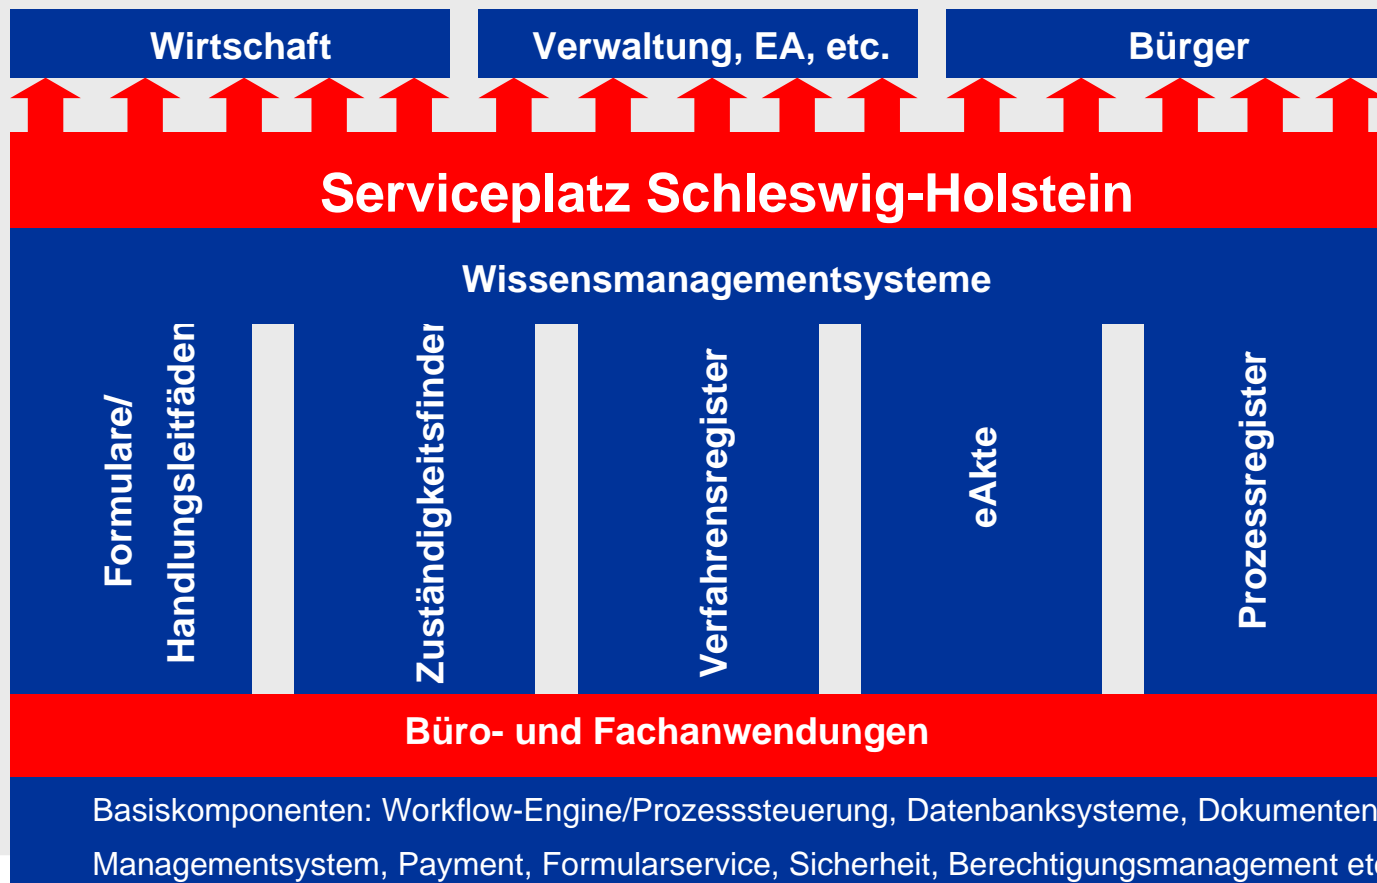 Wirtschaft
Verwaltung, EA, etc.
Bürger
Serviceplatz Schleswig-Holstein
Wissensmanagementsysteme
Formulare/
Handlungsleitfäden
Zuständigkeitsfinder
Verfahrensregister
eAkte
Prozessregister
Büro- und Fachanwendungen
Basiskomponenten: Workflow-Engine/Prozesssteuerung, Datenbanksysteme, Dokumenten
Managementsystem, Payment, Formularservice, Sicherheit, Berechtigungsmanagement etc